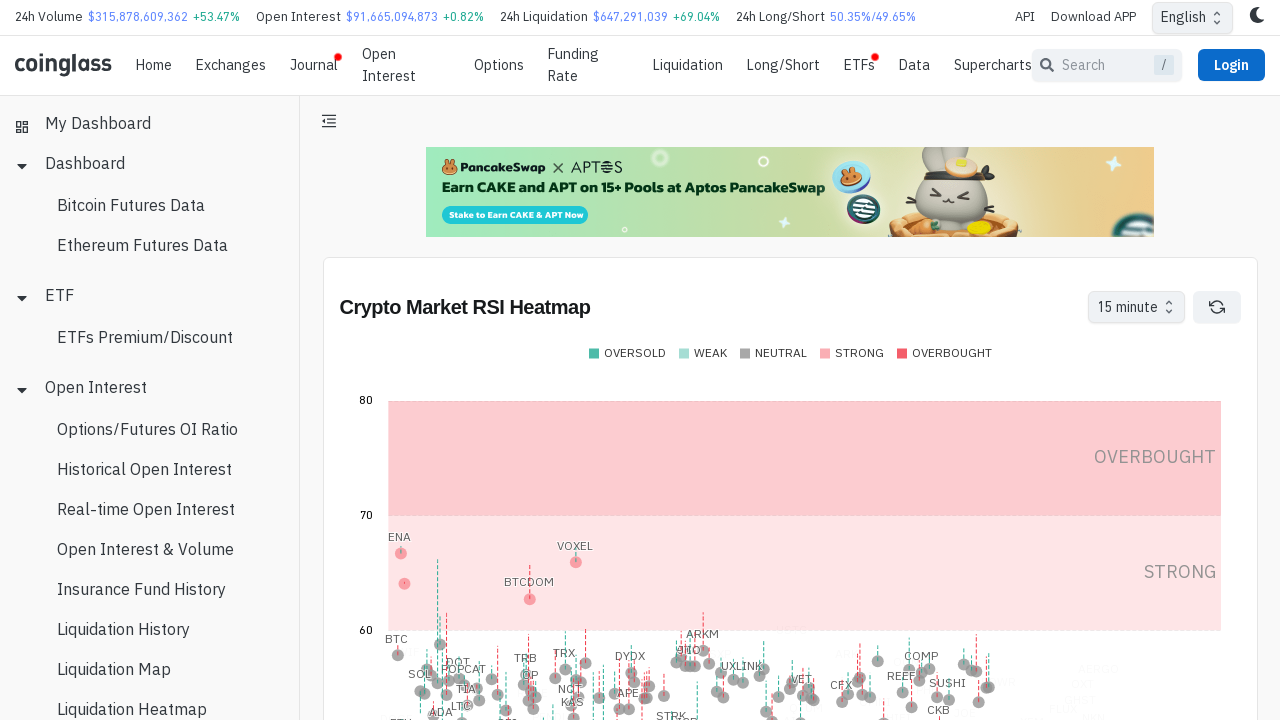 24h Volume $315,878,609,362 +53.47% Open Interest $91,665,094,873 +0.82% 24h Liquidation $647,291,039 +69.04% 24h Long/Short 50.35%/49.65% API Download APP English
coinglass Home Exchanges Journal Open Interest Options Funding Rate Liquidation Long/Short ETFs Data Supercharts Search / Login
My Dashboard
Dashboard
Bitcoin Futures Data
Ethereum Futures Data
ETF
ETFs Premium/Discount
Open Interest
Options/Futures OI Ratio
Historical Open Interest
Real-time Open Interest
Open Interest & Volume
Insurance Fund History
Liquidation History
Liquidation Map
Liquidation Heatmap
PancakeSwap × APTOS
Earn CAKE and APT on 15+ Pools at Aptos PancakeSwap
Stake to Earn CAKE & APT Now
Crypto Market RSI Heatmap 15 minute
OVERSOLD WEAK NEUTRAL STRONG OVERBOUGHT
80
OVERBOUGHT
70
ENA
VOXEL
STRONG
BTCDOM
60
BTC
ARKM
TRX
DYDX
TRB
COMP
DOT
POPCAT
UXLINK
SOL
OP
REEF
VET
CFX
SUSHI
TIA
NOT
APE
KAS
LTC
CKB
ADA
STRK